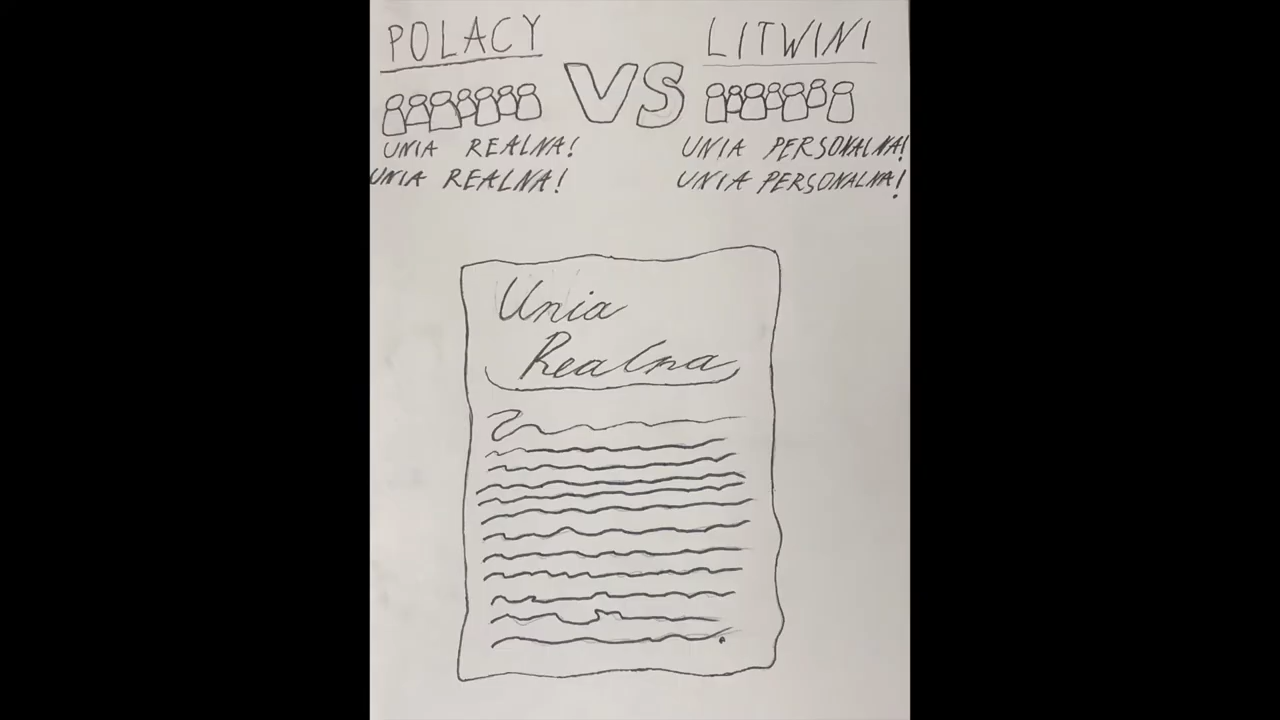 POLACY
VS
LITWINI
UNIA REALNA!
UNIA REALNA!
UNIA PERSONALNA!
UNIA PERSONALNA!
Unia
Realna